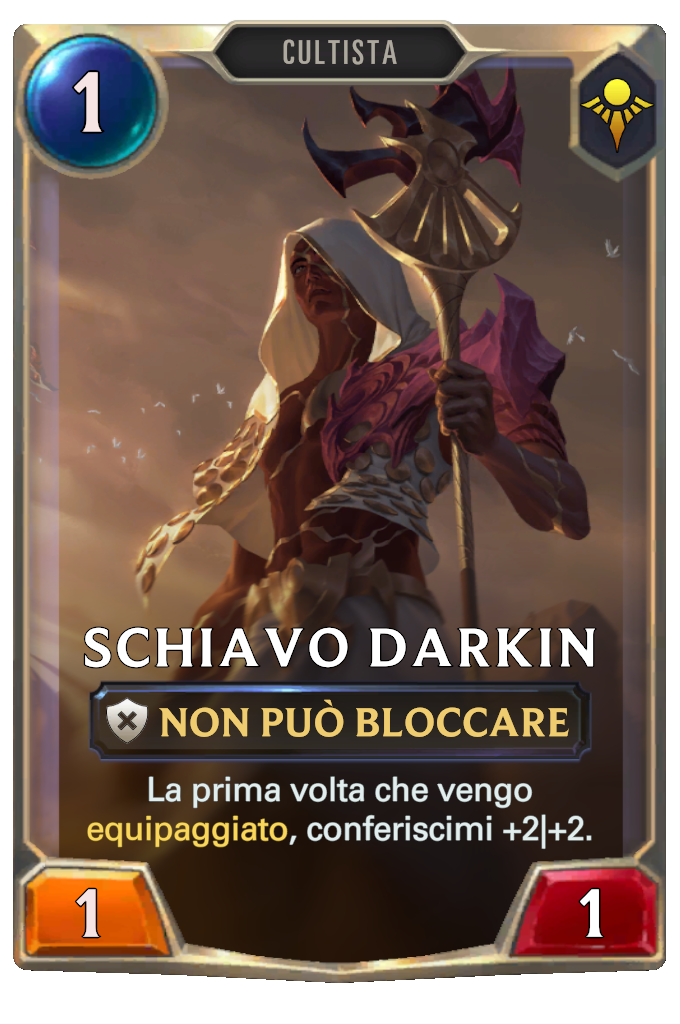 CULTISTA
1
SCHIAVO DARKIN
NON PUÒ BLOCCARE
La prima volta che vengo
equipaggiato, conferiscimi +2|+2.
1
1